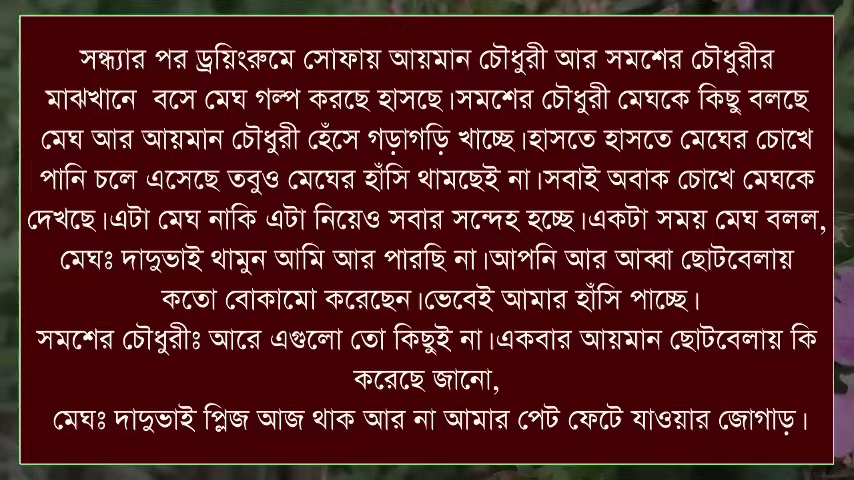 সন্ধ্যার পর ড্রয়িংরুমে সোফায় আয়মান চৌধুরী আর সমশের চৌধুরীর
মাঝখানে বসে মেঘ গল্প করছে হাসছে।সমশের চৌধুরী মেঘকে কিছু বলছে
মেঘ আর আয়মান চৌধুরী হেঁসে গড়াগড়ি খাচ্ছে।হাসতে হাসতে মেঘের চোখে
পানি চলে এসেছে তবুও মেঘের হাঁসি থামছেই না।সবাই অবাক চোখে মেঘকে
দেখছে।এটা মেঘ নাকি এটা নিয়েও সবার সন্দেহ হচ্ছে।একটা সময় মেঘ বলল,
মেঘঃ দাদুভাই থামুন আমি আর পারছি না।আপনি আর আব্বা ছোটবেলায়
কতো বোকামো করেছেন।ভেবেই আমার হাঁসি পাচ্ছে।
সমশের চৌধুরীঃ আরে এগুলো তো কিছুই না।একবার আয়মান ছোটবেলায় কি
করেছে জানো,
মেঘঃ দাদুভাই প্লিজ আজ থাক আর না আমার পেট ফেটে যাওয়ার জোগাড়।